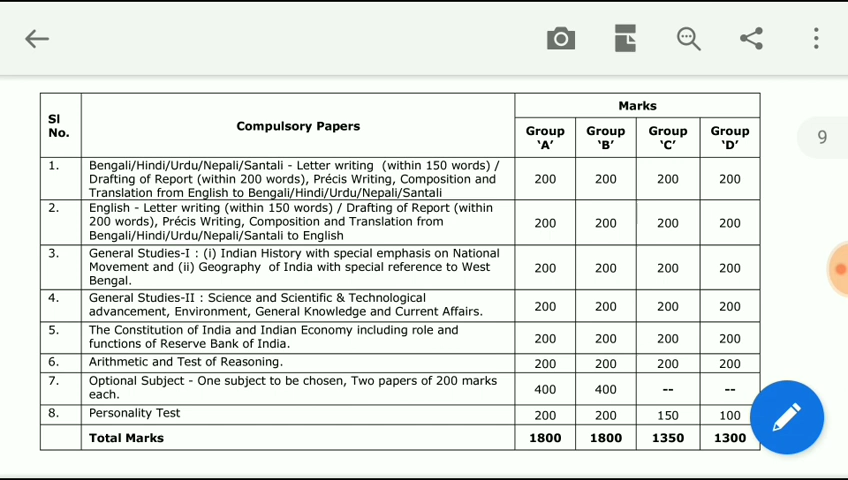 Sl No. Compulsory Papers Marks
Group 'A' Group 'B' Group 'C' Group 'D'
1. Bengali/Hindi/Urdu/Nepali/Santali - Letter writing (within 150 words) /
Drafting of Report (within 200 words), Précis Writing, Composition and
Translation from English to Bengali/Hindi/Urdu/Nepali/Santali
200 200 200 200
2. English - Letter writing (within 150 words) / Drafting of Report (within
200 words), Précis Writing, Composition and Translation from
Bengali/Hindi/Urdu/Nepali/Santali to English
200 200 200 200
3. General Studies-I : (i) Indian History with special emphasis on National
Movement and (ii) Geography of India with special reference to West
Bengal.
200 200 200 200
4. General Studies-II : Science and Scientific & Technological
advancement, Environment, General Knowledge and Current Affairs.
200 200 200 200
5. The Constitution of India and Indian Economy including role and
functions of Reserve Bank of India.
200 200 200 200
6. Arithmetic and Test of Reasoning. 200 200 200 200
7. Optional Subject - One subject to be chosen, Two papers of 200 marks
each.
400 400 -- --
8. Personality Test 200 200 150 100
Total Marks 1800 1800 1350 1300
9